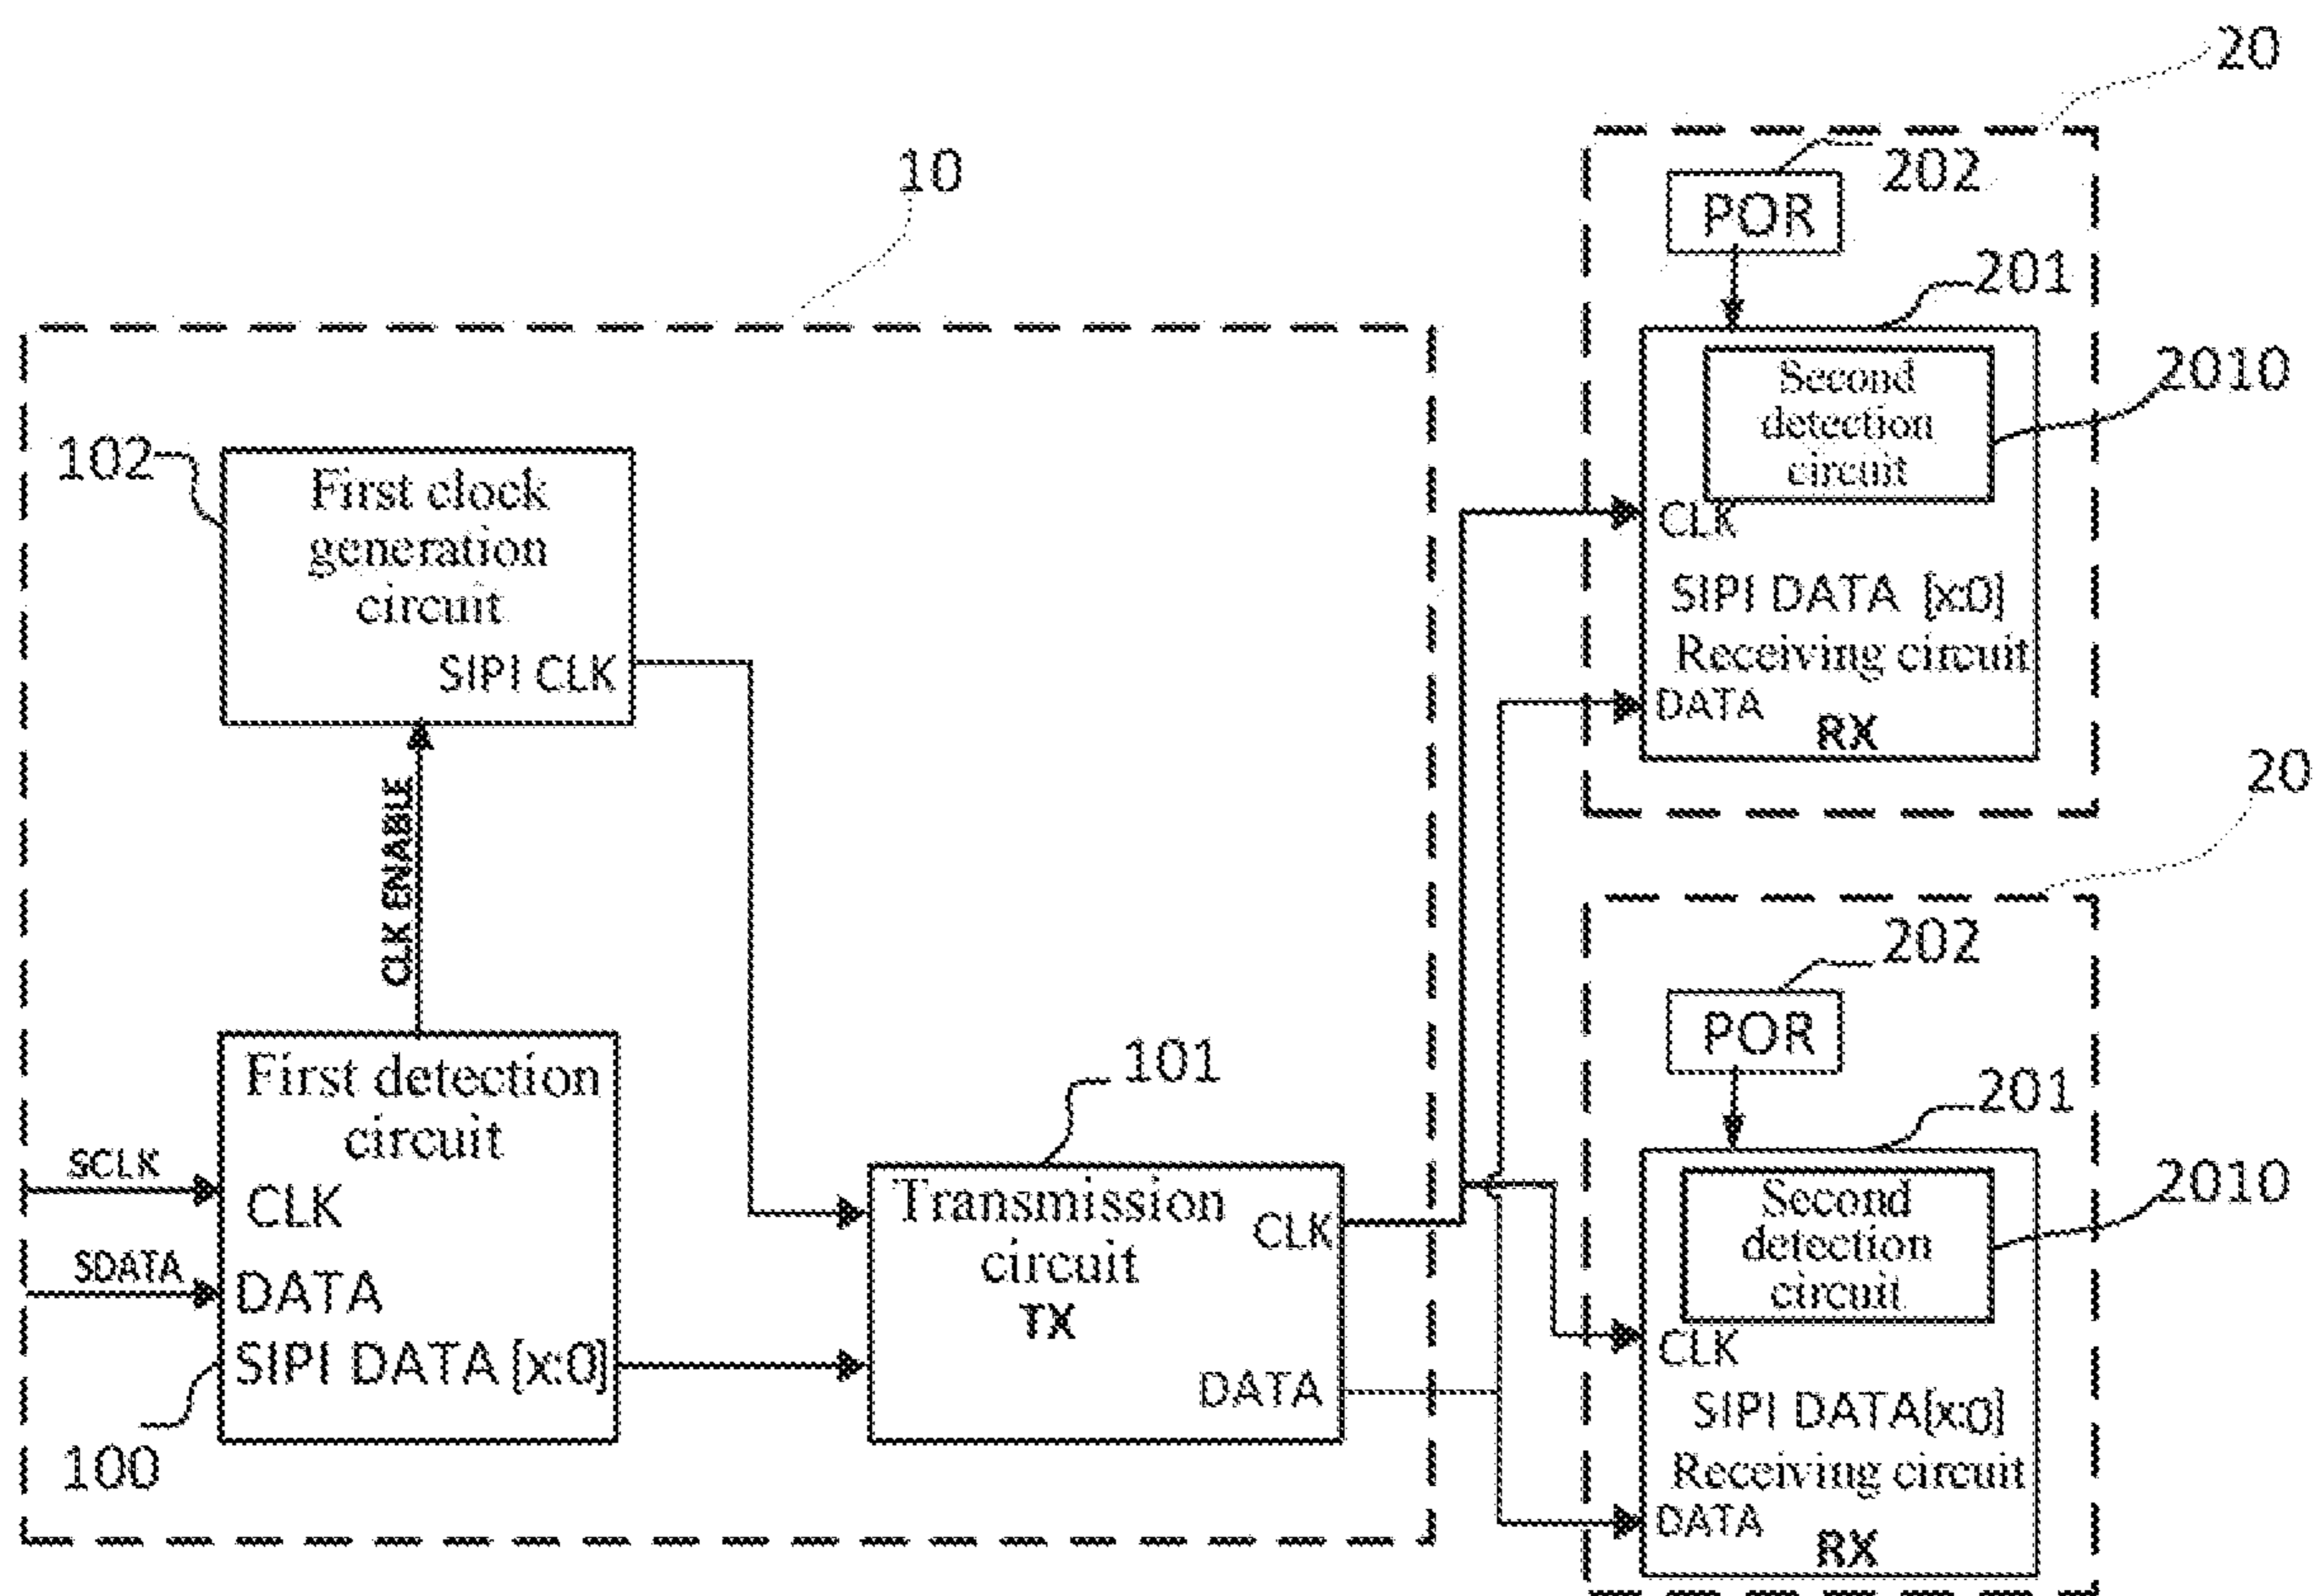 20
10
202
POR
201
Second
detection
circuit
2010
CLK
SIPI DATA [x:0]
Receiving circuit
DATA
RX
102
First clock
generation
circuit
SIPI CLK
CLK ENABLE
First detection
circuit
SCLK
CLK
SDATA
DATA
SIPI DATA [x:0]
100
101
Transmission
circuit
TX
CLK
DATA
20
202
POR
201
Second
detection
circuit
2010
CLK
SIPI DATA[x:0]
Receiving circuit
DATA
RX